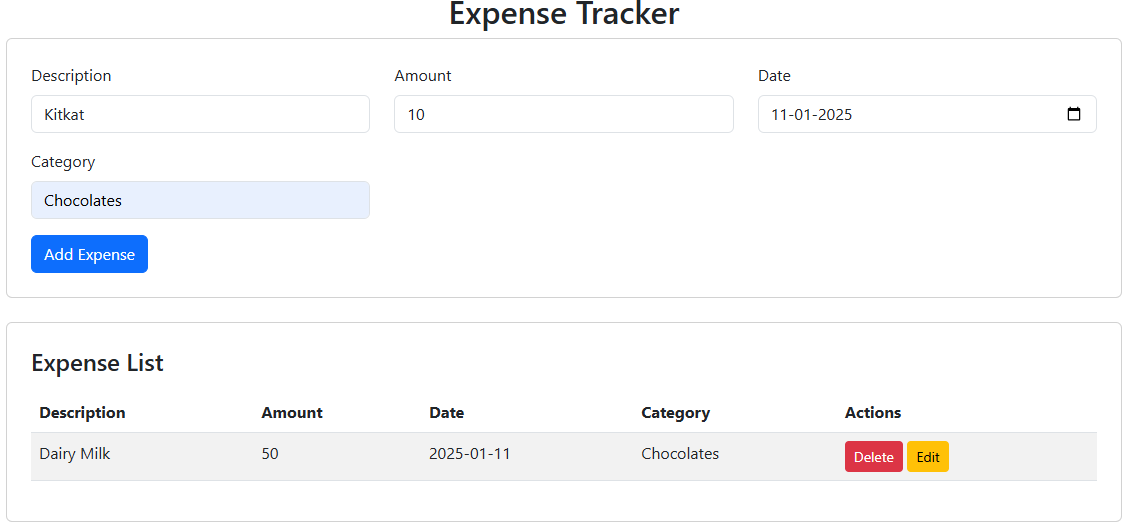 Expense Tracker
Description Amount Date
Kitkat 10 11-01-2025
Category
Chocolates
Add Expense
Expense List
Description Amount Date Category Actions
Dairy Milk 50 2025-01-11 Chocolates Delete Edit